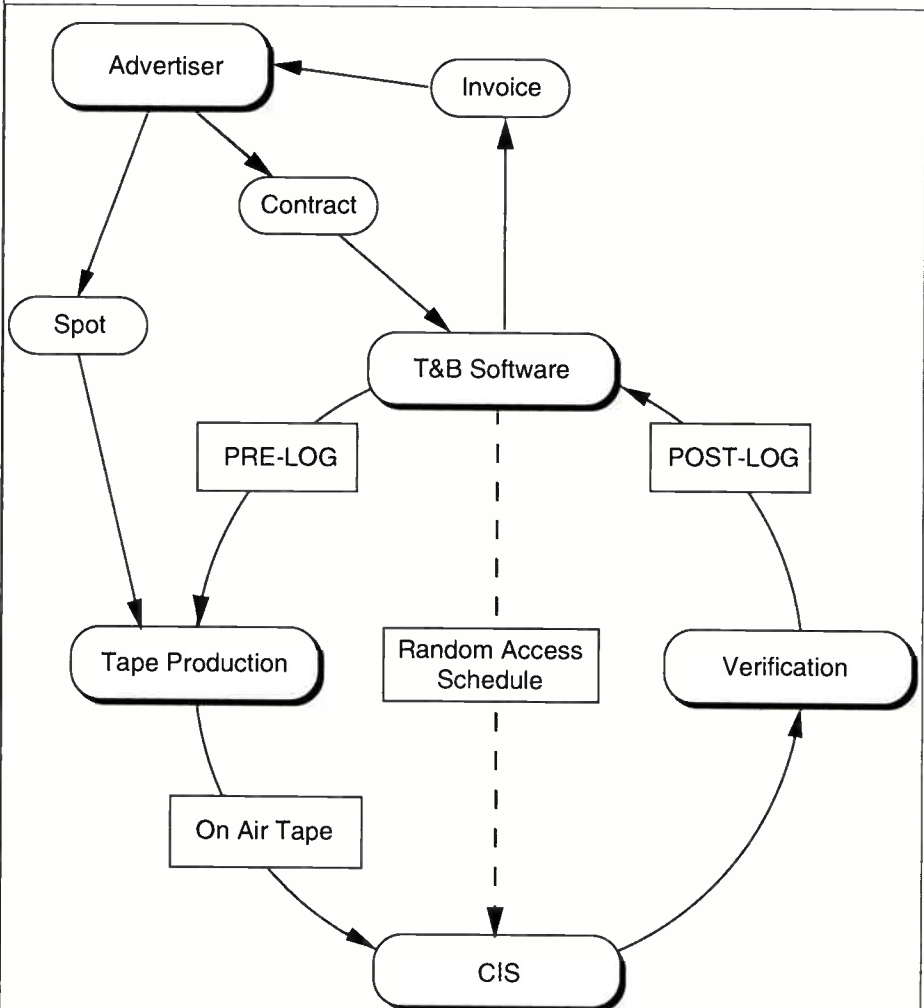 Advertiser
Invoice
Contract
Spot
T&B Software
PRE-LOG
POST-LOG
Tape Production
Random Access
Schedule
Verification
On Air Tape
CIS